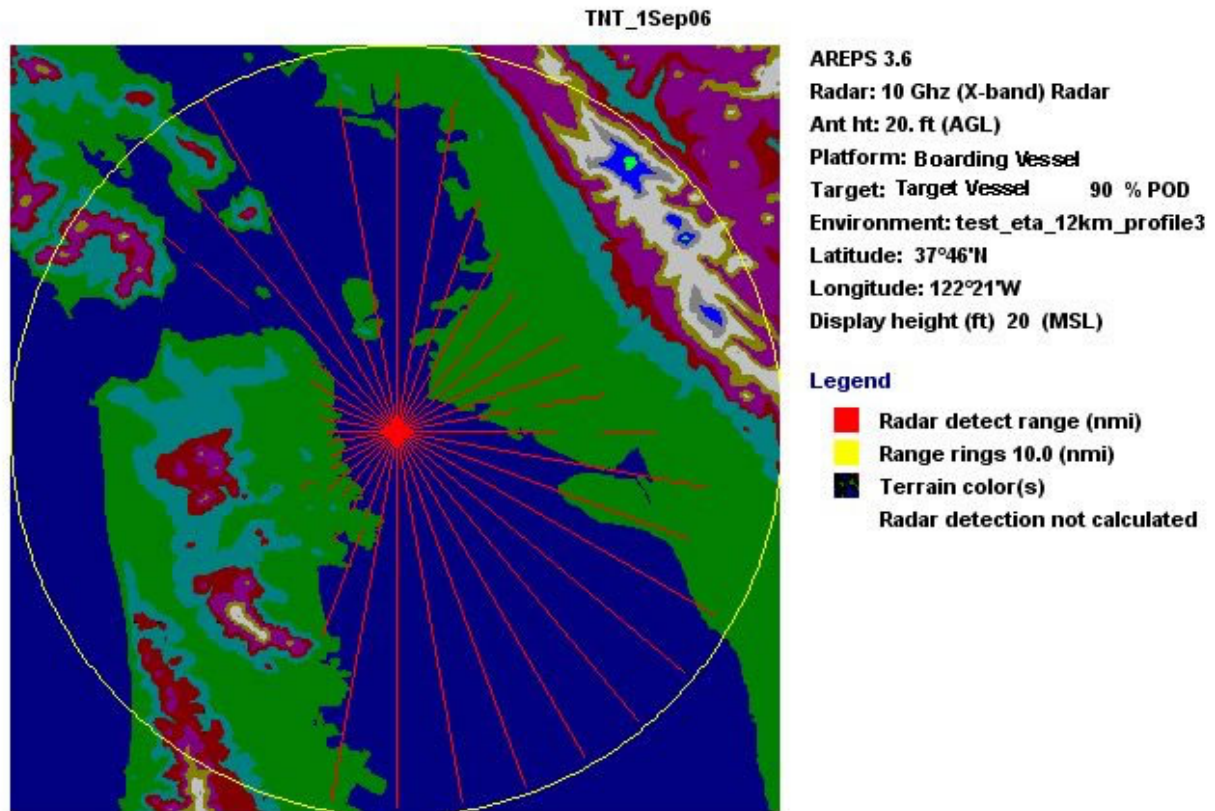 TNT_1Sep06
AREPS 3.6
Radar: 10 Ghz (X-band) Radar
Ant ht: 20. ft (AGL)
Platform: Boarding Vessel
Target: Target Vessel 90 % POD
Environment: test_eta_12km_profile3
Latitude: 37°46'N
Longitude: 122°21'W
Display height (ft) 20 (MSL)
Legend
Radar detect range (nmi)
Range rings 10.0 (nmi)
Terrain color(s)
Radar detection not calculated